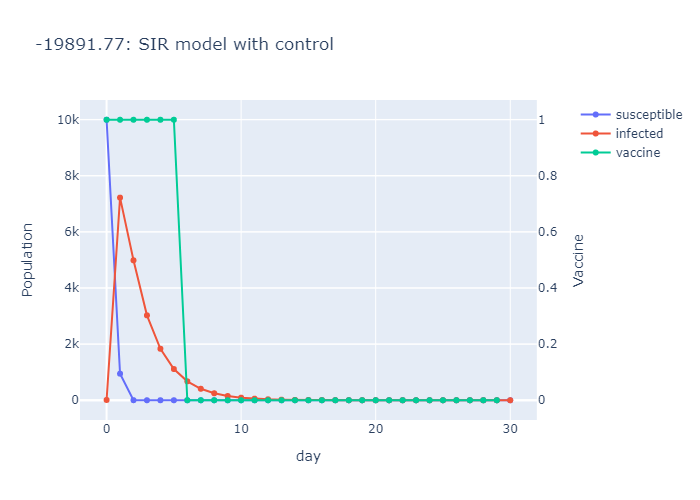 -19891.77: SIR model with control
susceptible
infected
vaccine
10k
8k
6k
4k
2k
0
Population
1
0.8
0.6
0.4
0.2
0
Vaccine
0
10
20
30
day